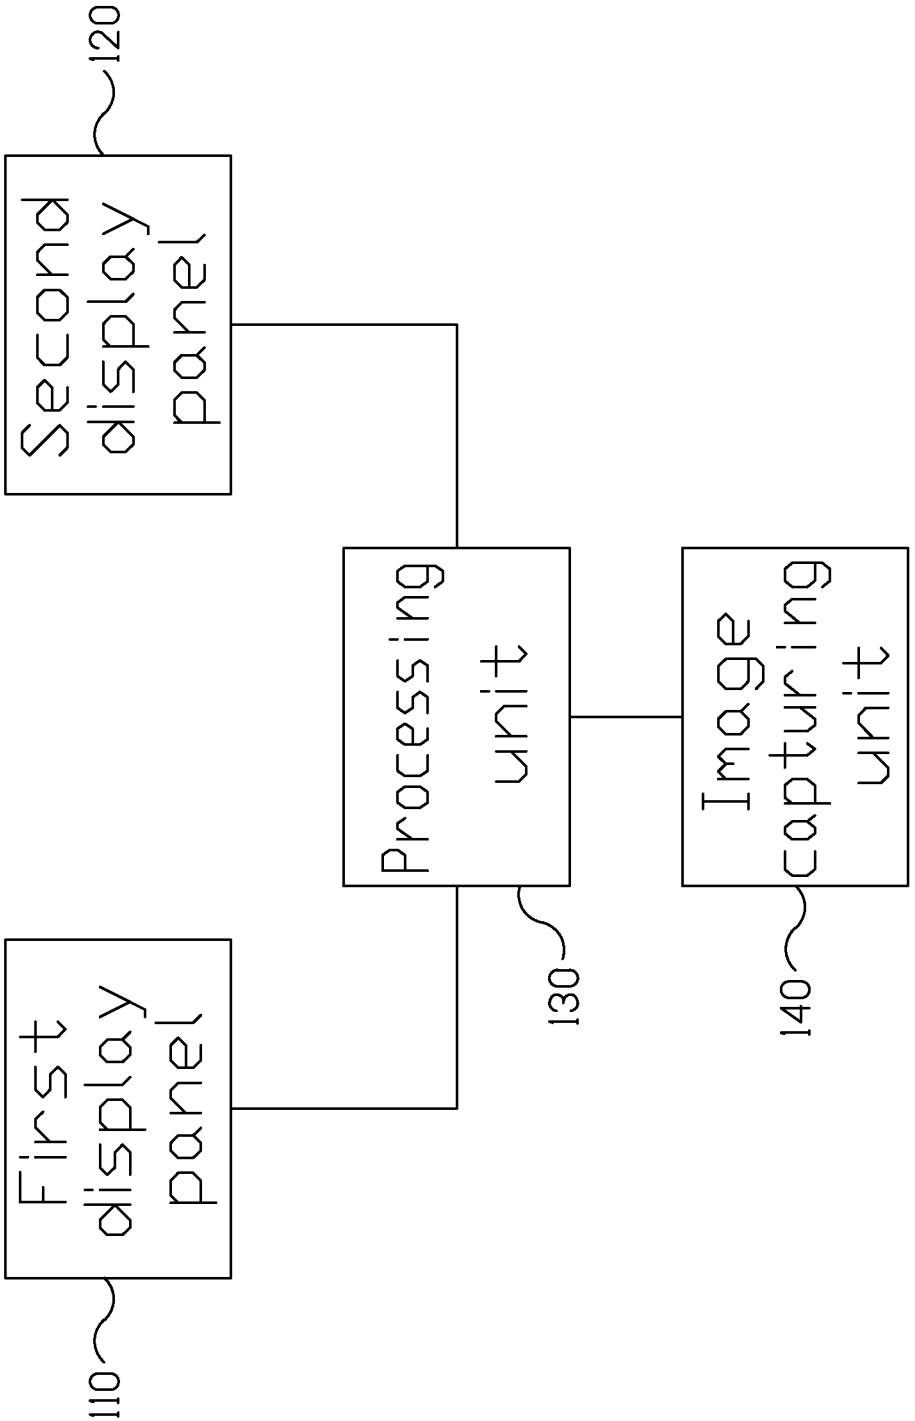 110
First
display
panel
Second
display
panel
120
Processing
unit
130
Image
capturing
unit
140